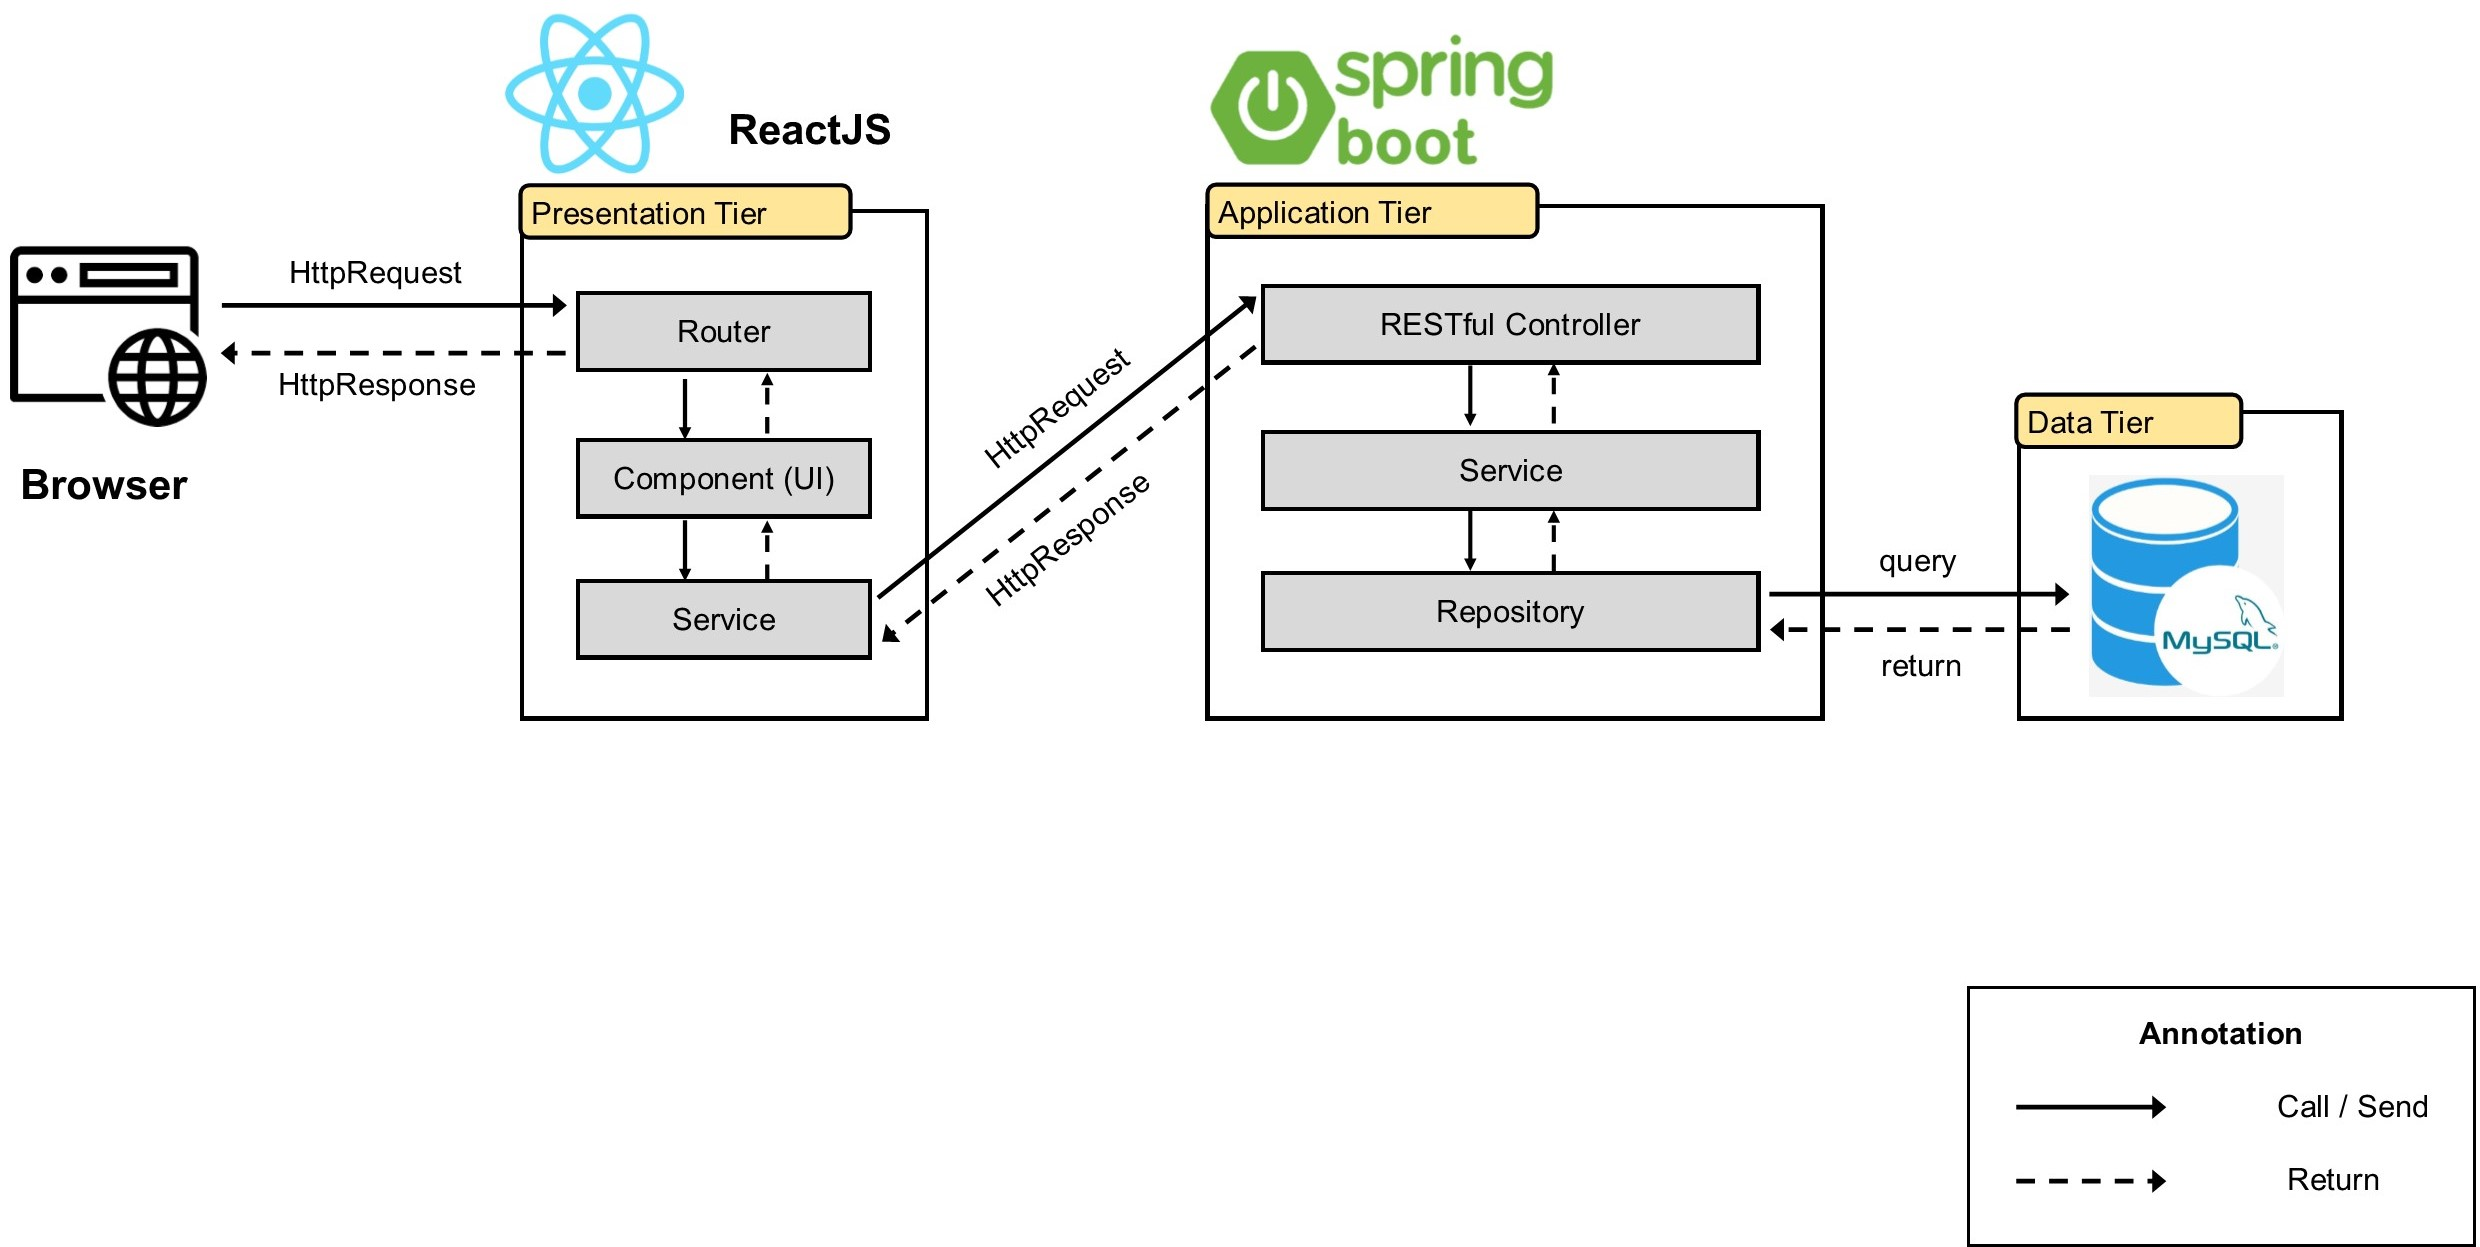 ReactJS
spring
boot
Presentation Tier
Application Tier
HttpRequest
Router
HttpResponse
Component (UI)
Service
Browser
HttpRequest
HttpResponse
RESTful Controller
Service
Repository
Data Tier
query
return
MySQL®
Annotation
Call / Send
Return